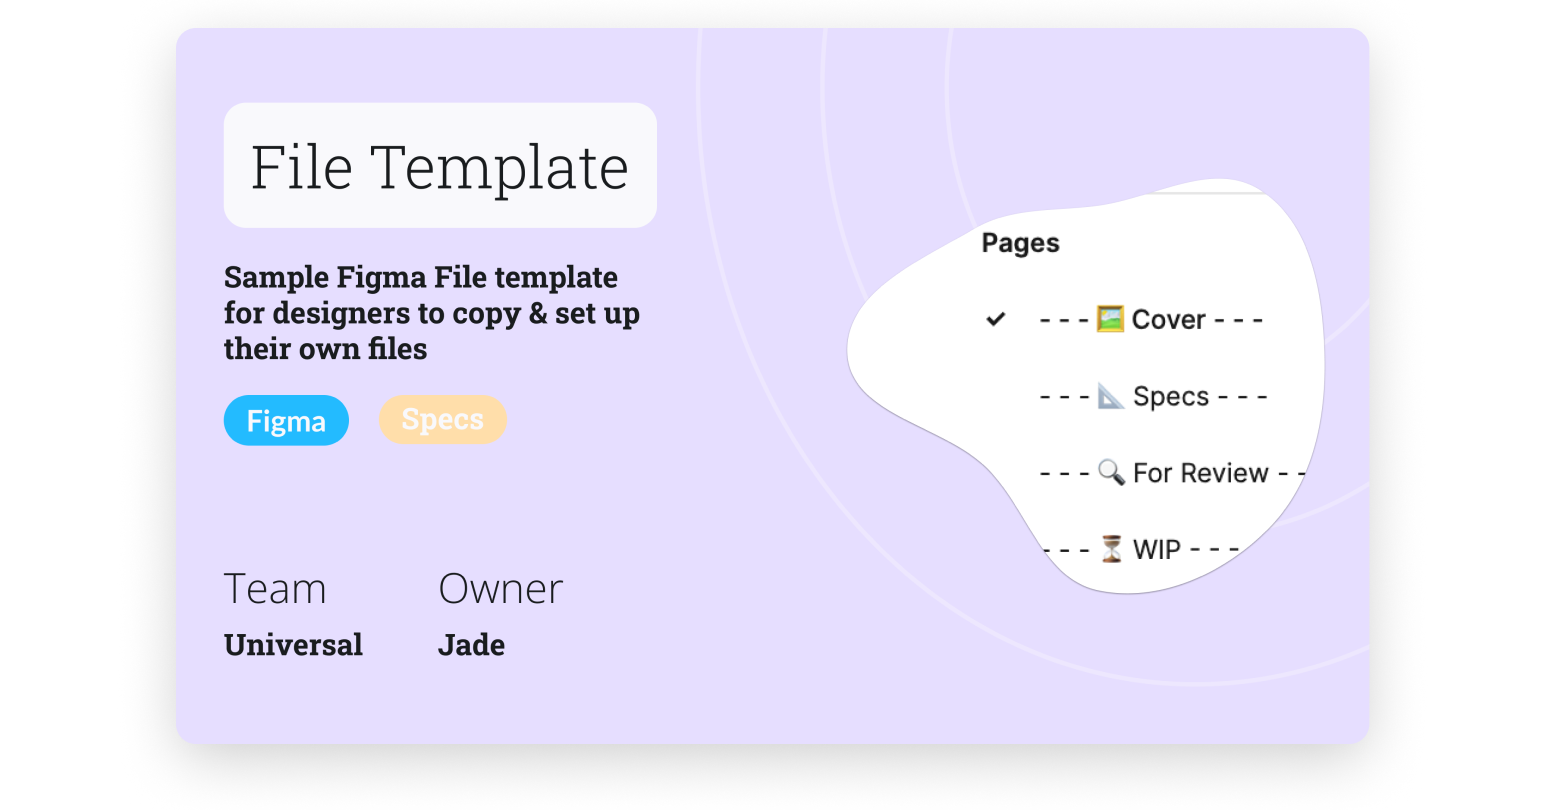 File Template
Sample Figma File template
for designers to copy & set up
their own files
Figma
Specs
Team
Universal
Owner
Jade
Pages
✓ - - - 🖼️ Cover - - -
- - - 📐 Specs - - -
- - - 🔍 For Review - -
- - - ⏳ WIP - - -